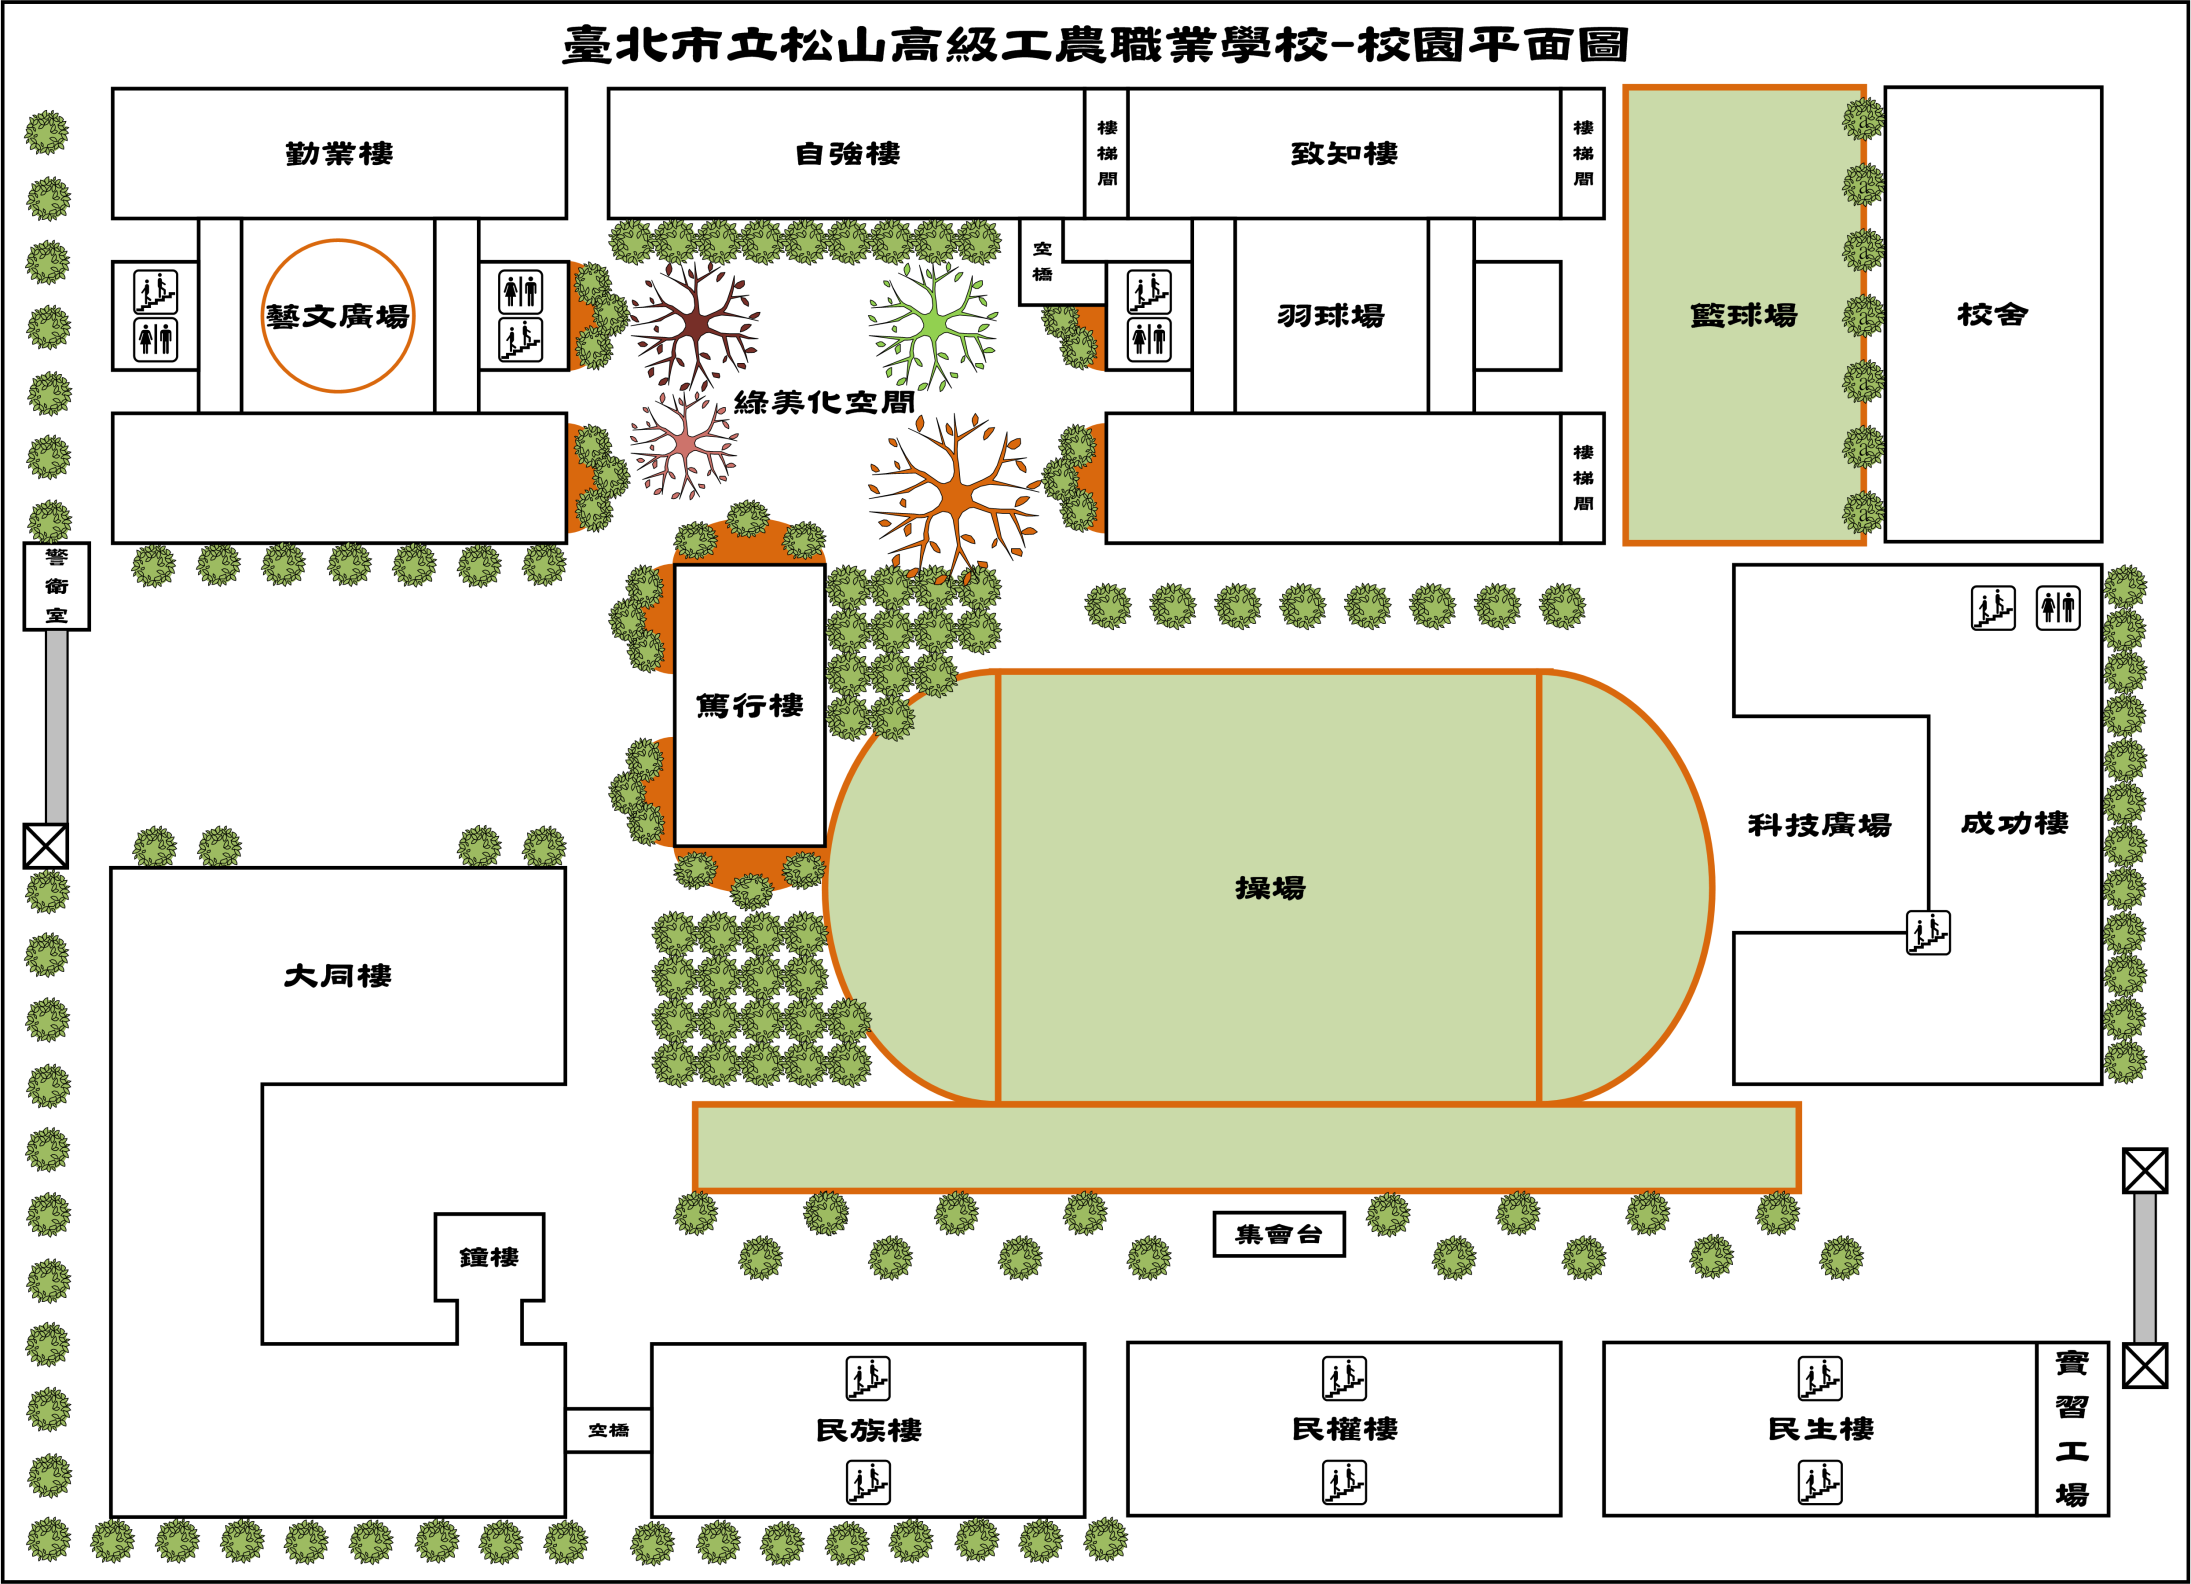 臺北市立松山高級工農職業學校-校園平面圖
勤業樓
自強樓
樓梯間
致知樓
樓梯間
空橋
藝文廣場
羽球場
籃球場
校舍
綠美化空間
樓梯間
警衛室
篤行樓
科技廣場
成功樓
操場
大同樓
集會台
鐘樓
空橋
民族樓
民權樓
民生樓
實習工場